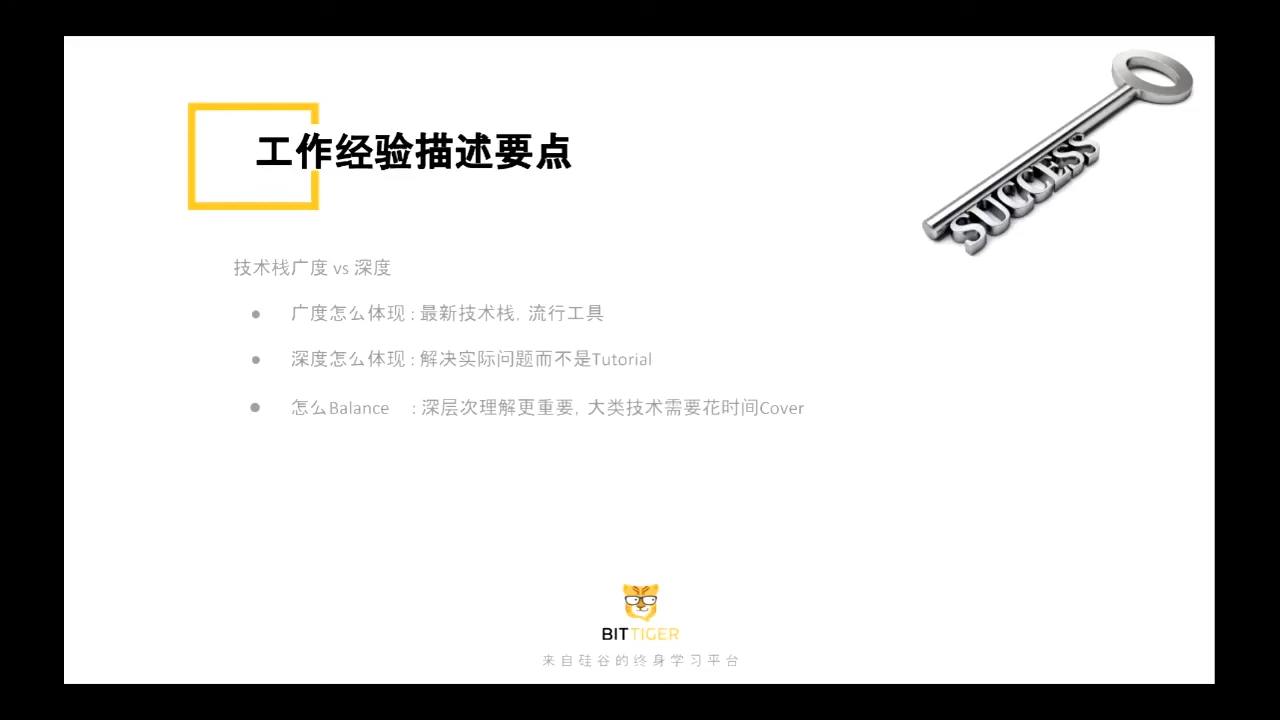 工作经验描述要点
SUCCESS
技术栈广度 vs 深度
● 广度怎么体现 : 最新技术栈, 流行工具
● 深度怎么体现 : 解决实际问题而不是Tutorial
● 怎么Balance : 深层次理解更重要, 大类技术需要花时间Cover
BITTIGER
来自硅谷的终身学习平台